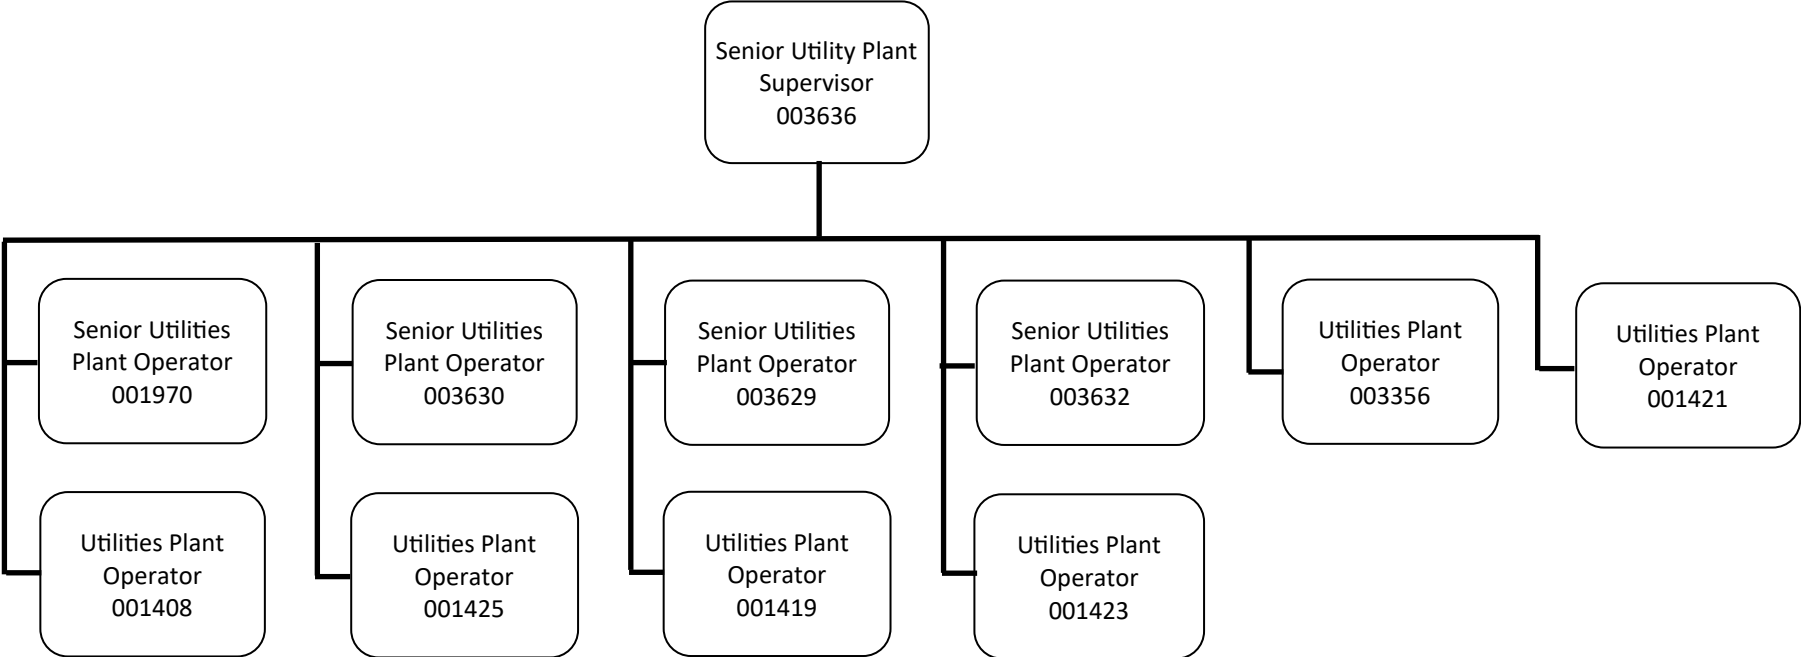 Senior Utility Plant
Supervisor
003636
Senior Utilities
Plant Operator
001970
Senior Utilities
Plant Operator
003630
Senior Utilities
Plant Operator
003629
Senior Utilities
Plant Operator
003632
Utilities Plant
Operator
003356
Utilities Plant
Operator
001421
Utilities Plant
Operator
001408
Utilities Plant
Operator
001425
Utilities Plant
Operator
001419
Utilities Plant
Operator
001423